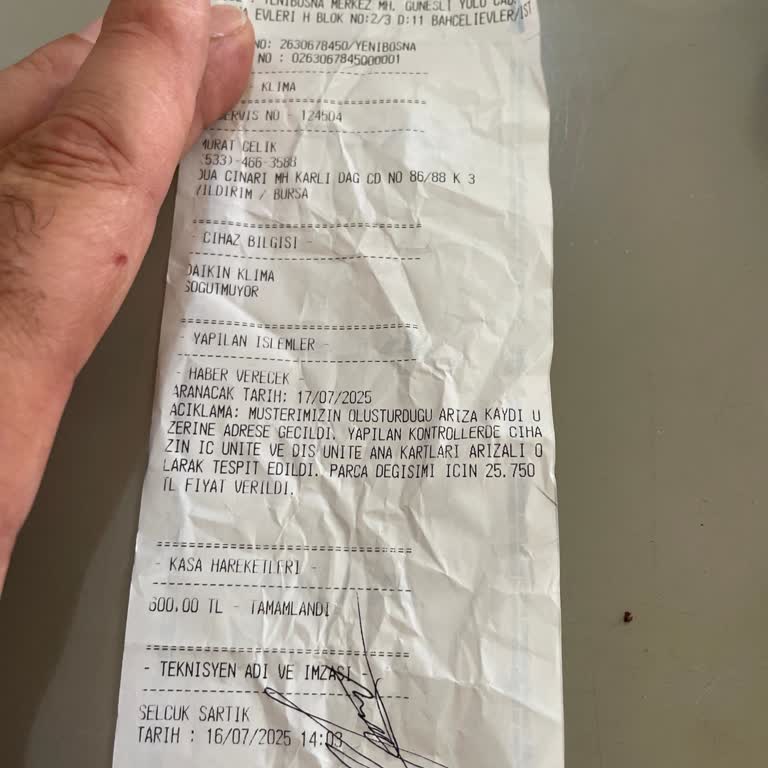 YENIBOSNA MERKEZ MH. GUNESLI YOLU CAD.
EVLERI H BLOK NO:2/3 D:11 BAHCELIEVLER/IST
NO: 2630678450/YENIBOSNA
NO : 0263067845000001
KLIMA
SERVIS NO - 124504
MURAT CELIK
(533)-466-3588
DUA CINARI MH KARLI DAG CD NO 86/88 K 3
YILDIRIM / BURSA
- CIHAZ BILGISI -
DAIKIN KLIMA
SOGUTMUYOR
- YAPILAN ISLEMLER -
- HABER VERECEK -
ARANACAK TARIH: 17/07/2025
ACIKLAMA: MUSTERIMIZIN OLUSTURDUGU ARIZA KAYDI U
ZERINE ADRESE GECILDI. YAPILAN KONTROLLERDE CIHA
ZIN IC UNITE VE DIS UNITE ANA KARTLARI ARIZALI O
LARAK TESPIT EDILDI. PARCA DEGISIMI ICIN 25.750
TL FIYAT VERILDI.
- KASA HAREKETLERI -
600,00 TL - TAMAMLANDI
- TEKNISYEN ADI VE IMZASI -
SELCUK SARTIK
TARIH : 16/07/2025 14:03